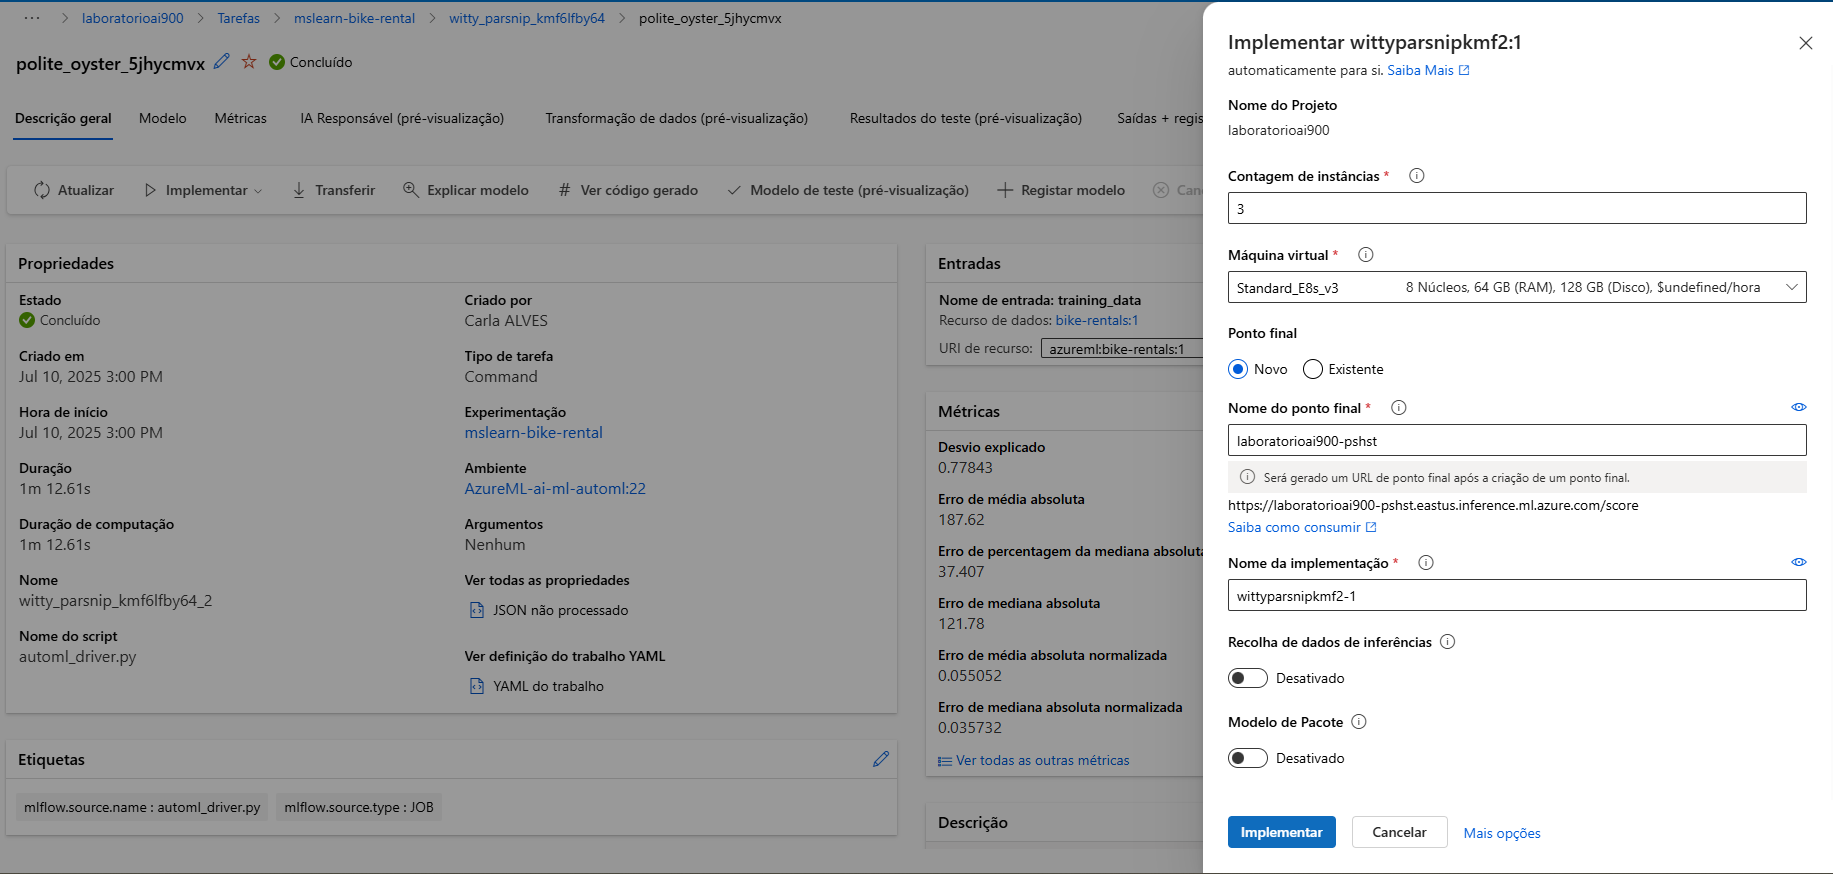 ··· > laboratorioai900 > Tarefas > mslearn-bike-rental > witty_parsnip_kmf6lfby64 > polite_oyster_5jhycmvx
polite_oyster_5jhycmvx Concluído
Descrição geral Modelo Métricas IA Responsável (pré-visualização) Transformação de dados (pré-visualização) Resultados do teste (pré-visualização) Saídas + regis
Atualizar Implementar Transferir Explicar modelo # Ver código gerado Modelo de teste (pré-visualização) Registar modelo Canc
Propriedades
Estado
Concluído
Criado em
Jul 10, 2025 3:00 PM
Hora de início
Jul 10, 2025 3:00 PM
Duração
1m 12.61s
Duração de computação
1m 12.61s
Nome
witty_parsnip_kmf6lfby64_2
Nome do script
automl_driver.py
Criado por
Carla ALVES
Tipo de tarefa
Command
Experimentação
mslearn-bike-rental
Ambiente
AzureML-ai-ml-automl:22
Argumentos
Nenhum
Ver todas as propriedades
JSON não processado
Ver definição do trabalho YAML
YAML do trabalho
Etiquetas
mlflow.source.name : automl_driver.py mlflow.source.type : JOB
Entradas
Nome de entrada: training_data
Recurso de dados: bike-rentals:1
URI de recurso: azureml:bike-rentals:1
Métricas
Desvio explicado
0.77843
Erro de média absoluta
187.62
Erro de percentagem da mediana absoluta
37.407
Erro de mediana absoluta
121.78
Erro de média absoluta normalizada
0.055052
Erro de mediana absoluta normalizada
0.035732
Ver todas as outras métricas
Descrição
Implementar wittyparsnipkmf2:1
automaticamente para si. Saiba Mais
Nome do Projeto
laboratorioai900
Contagem de instâncias *
3
Máquina virtual *
Standard_E8s_v3 8 Núcleos, 64 GB (RAM), 128 GB (Disco), $undefined/hora
Ponto final
Novo Existente
Nome do ponto final *
laboratorioai900-pshst
Será gerado um URL de ponto final após a criação de um ponto final.
https://laboratorioai900-pshst.eastus.inference.ml.azure.com/score
Saiba como consumir
Nome da implementação *
wittyparsnipkmf2-1
Recolha de dados de inferências
Desativado
Modelo de Pacote
Desativado
Implementar Cancelar Mais opções